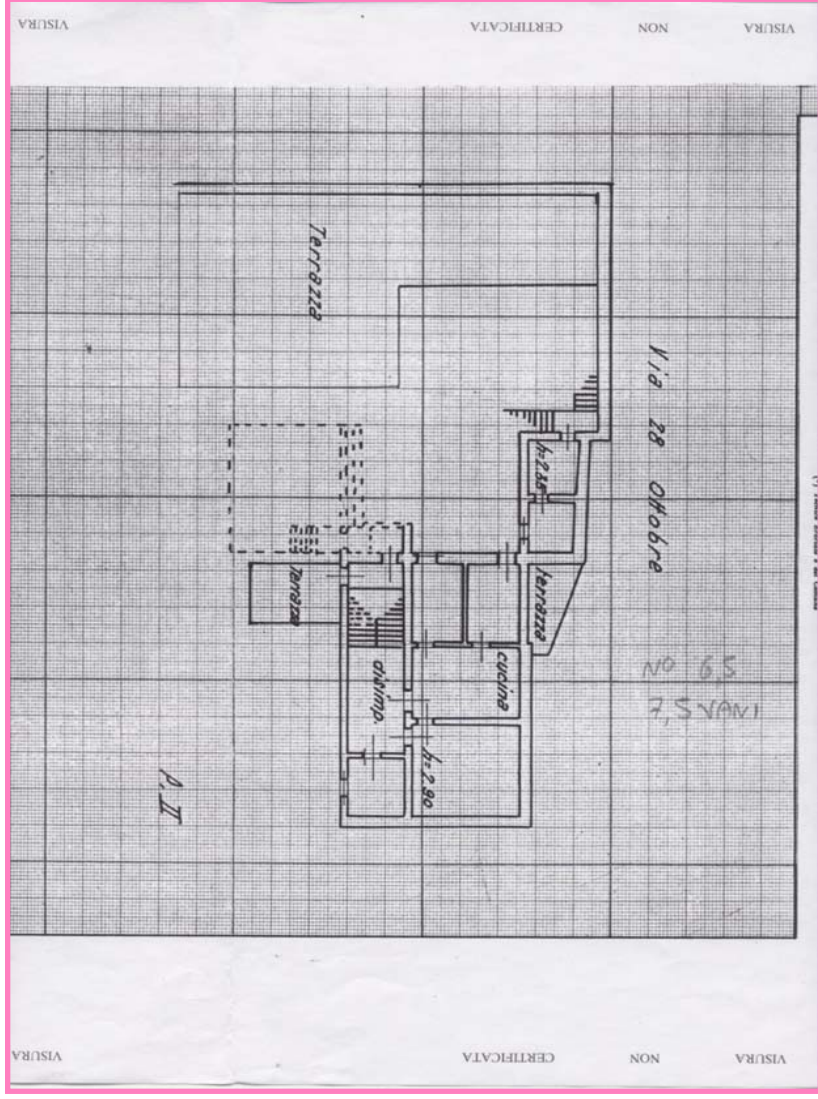 VISURA NON CERTIFICATA VISURA
Terrazza
Via 28 Ottobre
h=2.35
Terrazza
terrazza
cucina
disimp.
h=2.90
NO 6,5
7,5 VANI
P. II
VISURA NON CERTIFICATA VISURA